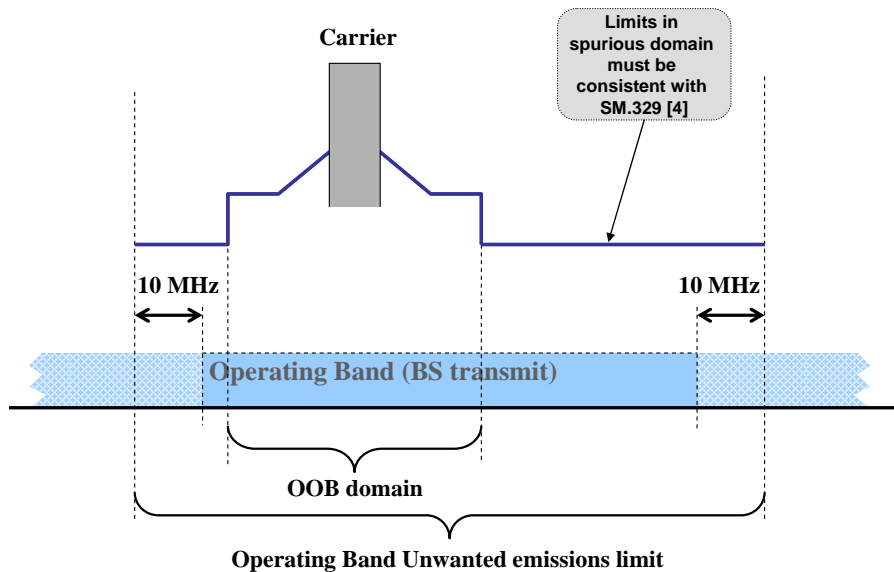 Carrier
Limits in
spurious domain
must be
consistent with
SM.329 [4]
10 MHz
10 MHz
Operating Band (BS transmit)
OOB domain
Operating Band Unwanted emissions limit